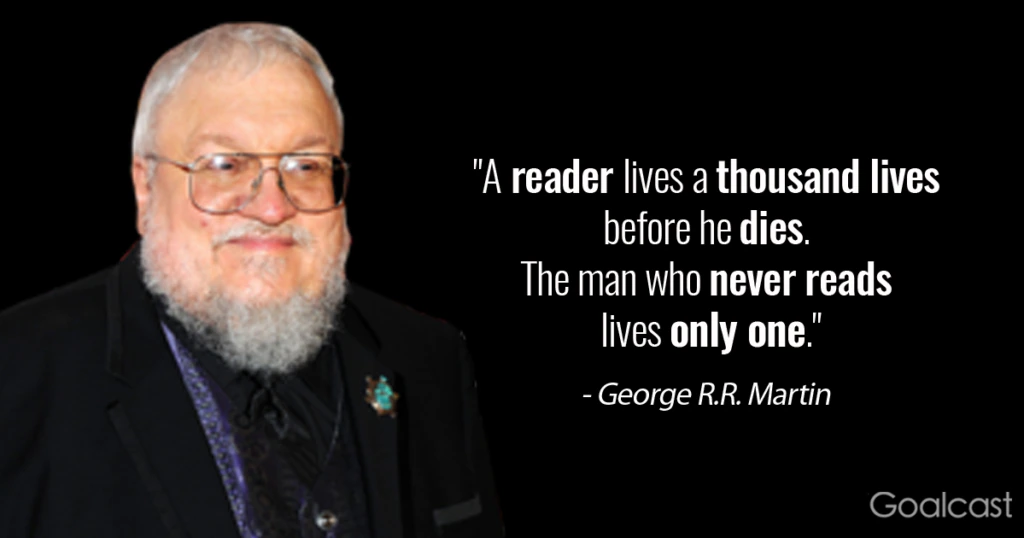 "A reader lives a thousand lives
before he dies.
The man who never reads
lives only one."
- George R.R. Martin
Goalcast